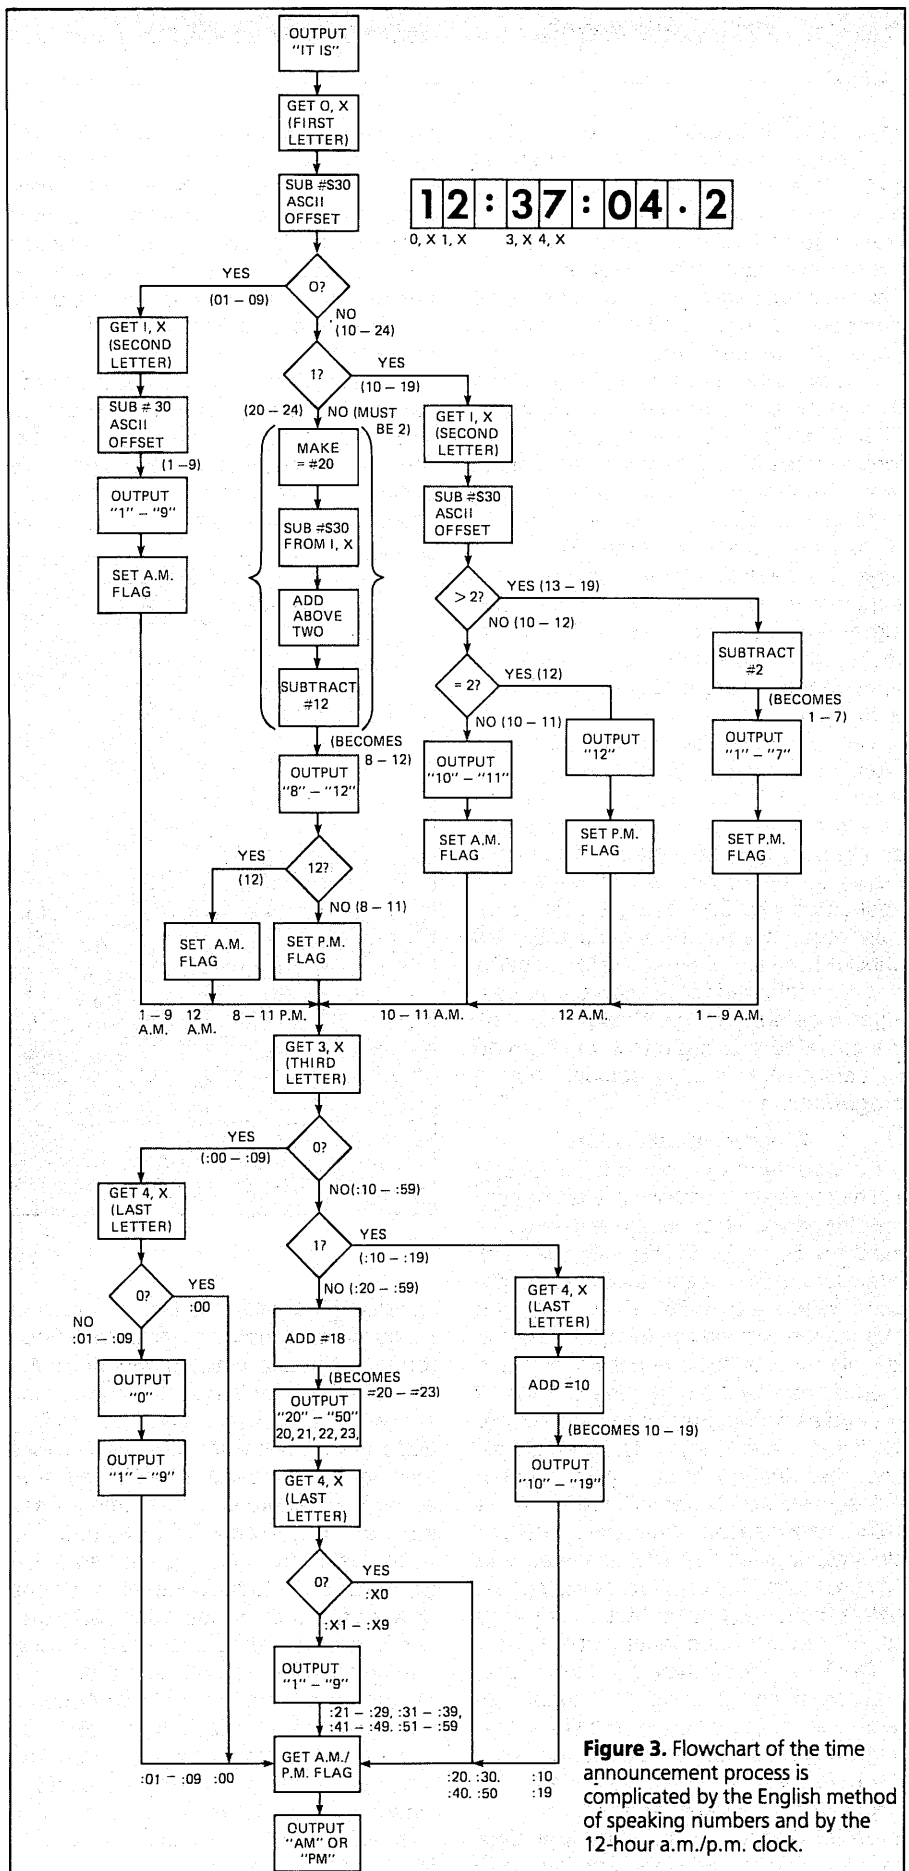 OUTPUT
"IT IS"
GET 0, X
(FIRST
LETTER)
SUB #S30
ASCII
OFFSET
12:37:04.2
0, X 1, X 3, X 4, X
0?
YES
(01 – 09)
NO
(10 – 24)
GET I, X
(SECOND
LETTER)
SUB # 30
ASCII
OFFSET
(1–9)
OUTPUT
"1" – "9"
SET A.M.
FLAG
1?
YES
(10 – 19)
(20 – 24)
NO (MUST
BE 2)
MAKE
= #20
SUB #S30
FROM I, X
ADD
ABOVE
TWO
SUBTRACT
#12
(BECOMES
8 – 12)
OUTPUT
"8" – "12"
12?
YES
(12)
NO (8 – 11)
SET A.M.
FLAG
SET P.M.
FLAG
GET I, X
(SECOND
LETTER)
SUB #S30
ASCII
OFFSET
> 2?
YES (13 – 19)
NO (10 – 12)
= 2?
YES (12)
NO (10 – 11)
OUTPUT
"10" – "11"
SET A.M.
FLAG
OUTPUT
"12"
SET P.M.
FLAG
SUBTRACT
#2
(BECOMES
1 – 7)
OUTPUT
"1" – "7"
SET P.M.
FLAG
1 – 9
A.M.
12
A.M.
8 – 11 P.M.
10 – 11 A.M.
12 A.M.
1 – 9 A.M.
GET 3, X
(THIRD
LETTER)
0?
YES
(:00 – :09)
NO(:10 – :59)
GET 4, X
(LAST
LETTER)
0?
YES
:00
NO
:01 – :09
OUTPUT
"0"
OUTPUT
"1" – "9"
1?
YES
(:10 – :19)
NO (:20 – :59)
ADD #18
(BECOMES
=20 – =23)
OUTPUT
"20" – "50"
20, 21, 22, 23,
GET 4, X
(LAST
LETTER)
0?
YES
:X0
:X1 – :X9
OUTPUT
"1" – "9"
:21 – :29, :31 – :39,
:41 – :49. :51 – :59
GET 4, X
(LAST
LETTER)
ADD =10
(BECOMES 10 – 19)
OUTPUT
"10" – "19"
:01 – :09 :00
GET A.M./
P.M. FLAG
:20. :30.
:40. :50
:10
:19
OUTPUT
"AM" OR
"PM"
Figure 3. Flowchart of the time
announcement process is
complicated by the English method
of speaking numbers and by the
12-hour a.m./p.m. clock.